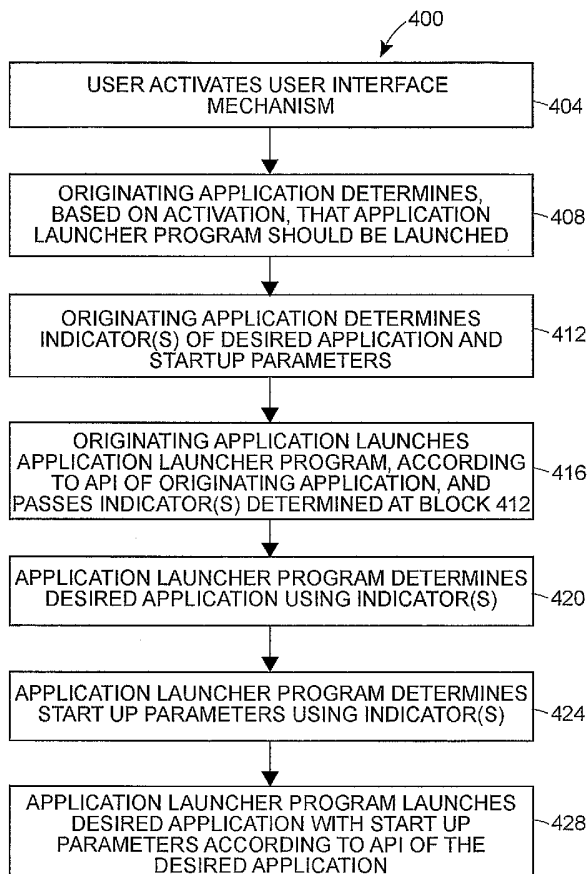 400
USER ACTIVATES USER INTERFACE
MECHANISM
404
ORIGINATING APPLICATION DETERMINES,
BASED ON ACTIVATION, THAT APPLICATION
LAUNCHER PROGRAM SHOULD BE LAUNCHED
408
ORIGINATING APPLICATION DETERMINES
INDICATOR(S) OF DESIRED APPLICATION AND
STARTUP PARAMETERS
412
ORIGINATING APPLICATION LAUNCHES
APPLICATION LAUNCHER PROGRAM, ACCORDING
TO API OF ORIGINATING APPLICATION, AND
PASSES INDICATOR(S) DETERMINED AT BLOCK 412
416
APPLICATION LAUNCHER PROGRAM DETERMINES
DESIRED APPLICATION USING INDICATOR(S)
420
APPLICATION LAUNCHER PROGRAM DETERMINES
START UP PARAMETERS USING INDICATOR(S)
424
APPLICATION LAUNCHER PROGRAM LAUNCHES
DESIRED APPLICATION WITH START UP
PARAMETERS ACCORDING TO API OF THE
DESIRED APPLICATION
428